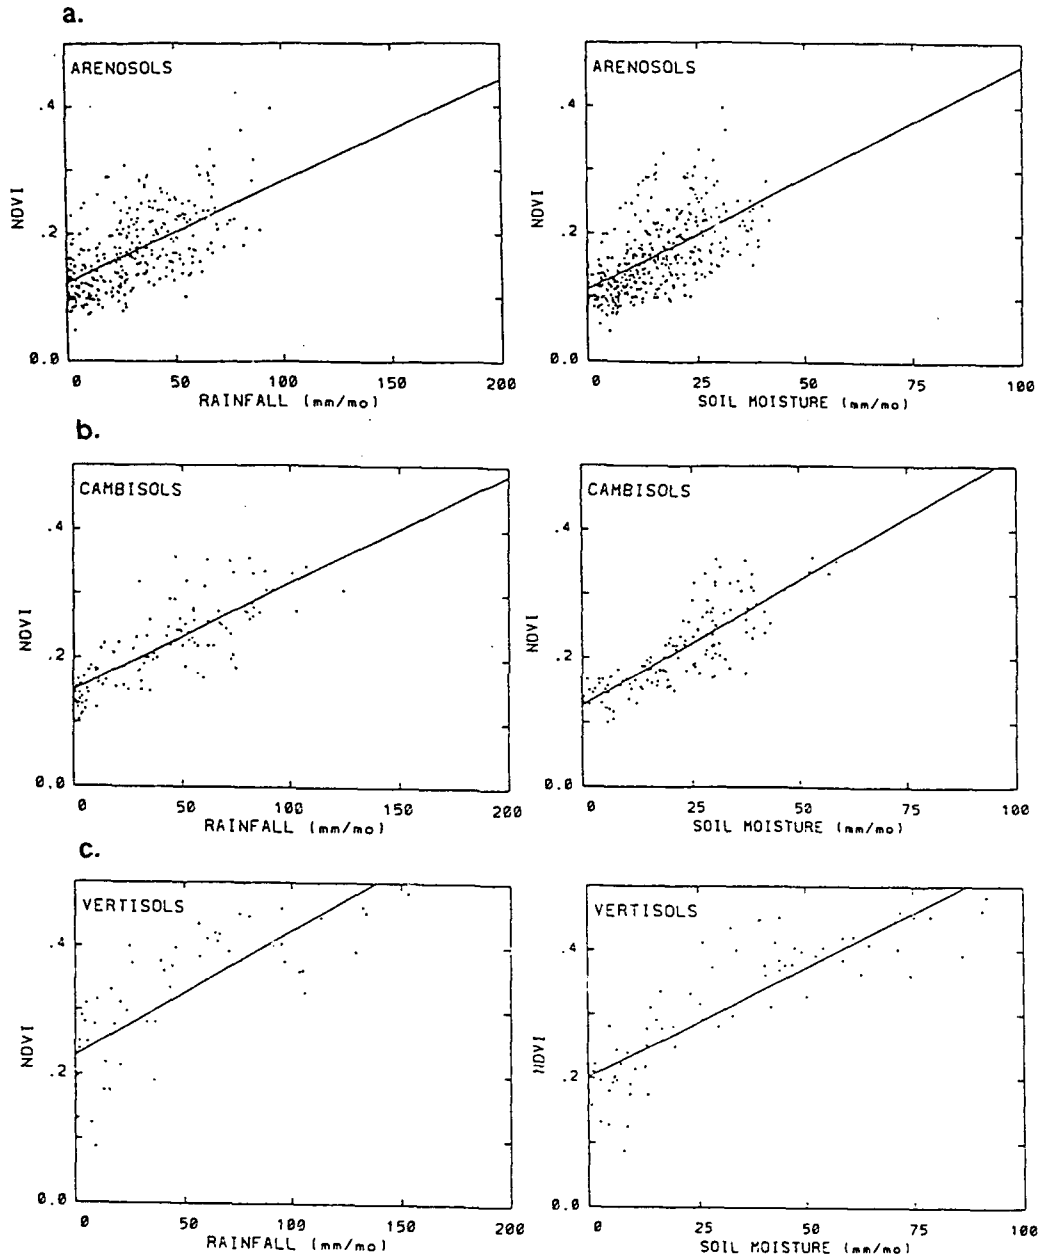 a.
ARENOSOLS
.4
.2
0.0
NDVI
0 50 100 150 200
RAINFALL (mm/mo)
ARENOSOLS
.4
.2
0.0
NDVI
0 25 50 75 100
SOIL MOISTURE (mm/mo)
b.
CAMBISOLS
.4
.2
0.0
NDVI
0 50 100 150 200
RAINFALL (mm/mo)
CAMBISOLS
.4
.2
0.0
NDVI
0 25 50 75 100
SOIL MOISTURE (mm/mo)
c.
VERTISOLS
.4
.2
0.0
NDVI
0 50 100 150 200
RAINFALL (mm/mo)
VERTISOLS
.4
.2
0.0
NDVI
0 25 50 75 100
SOIL MOISTURE (mm/mo)